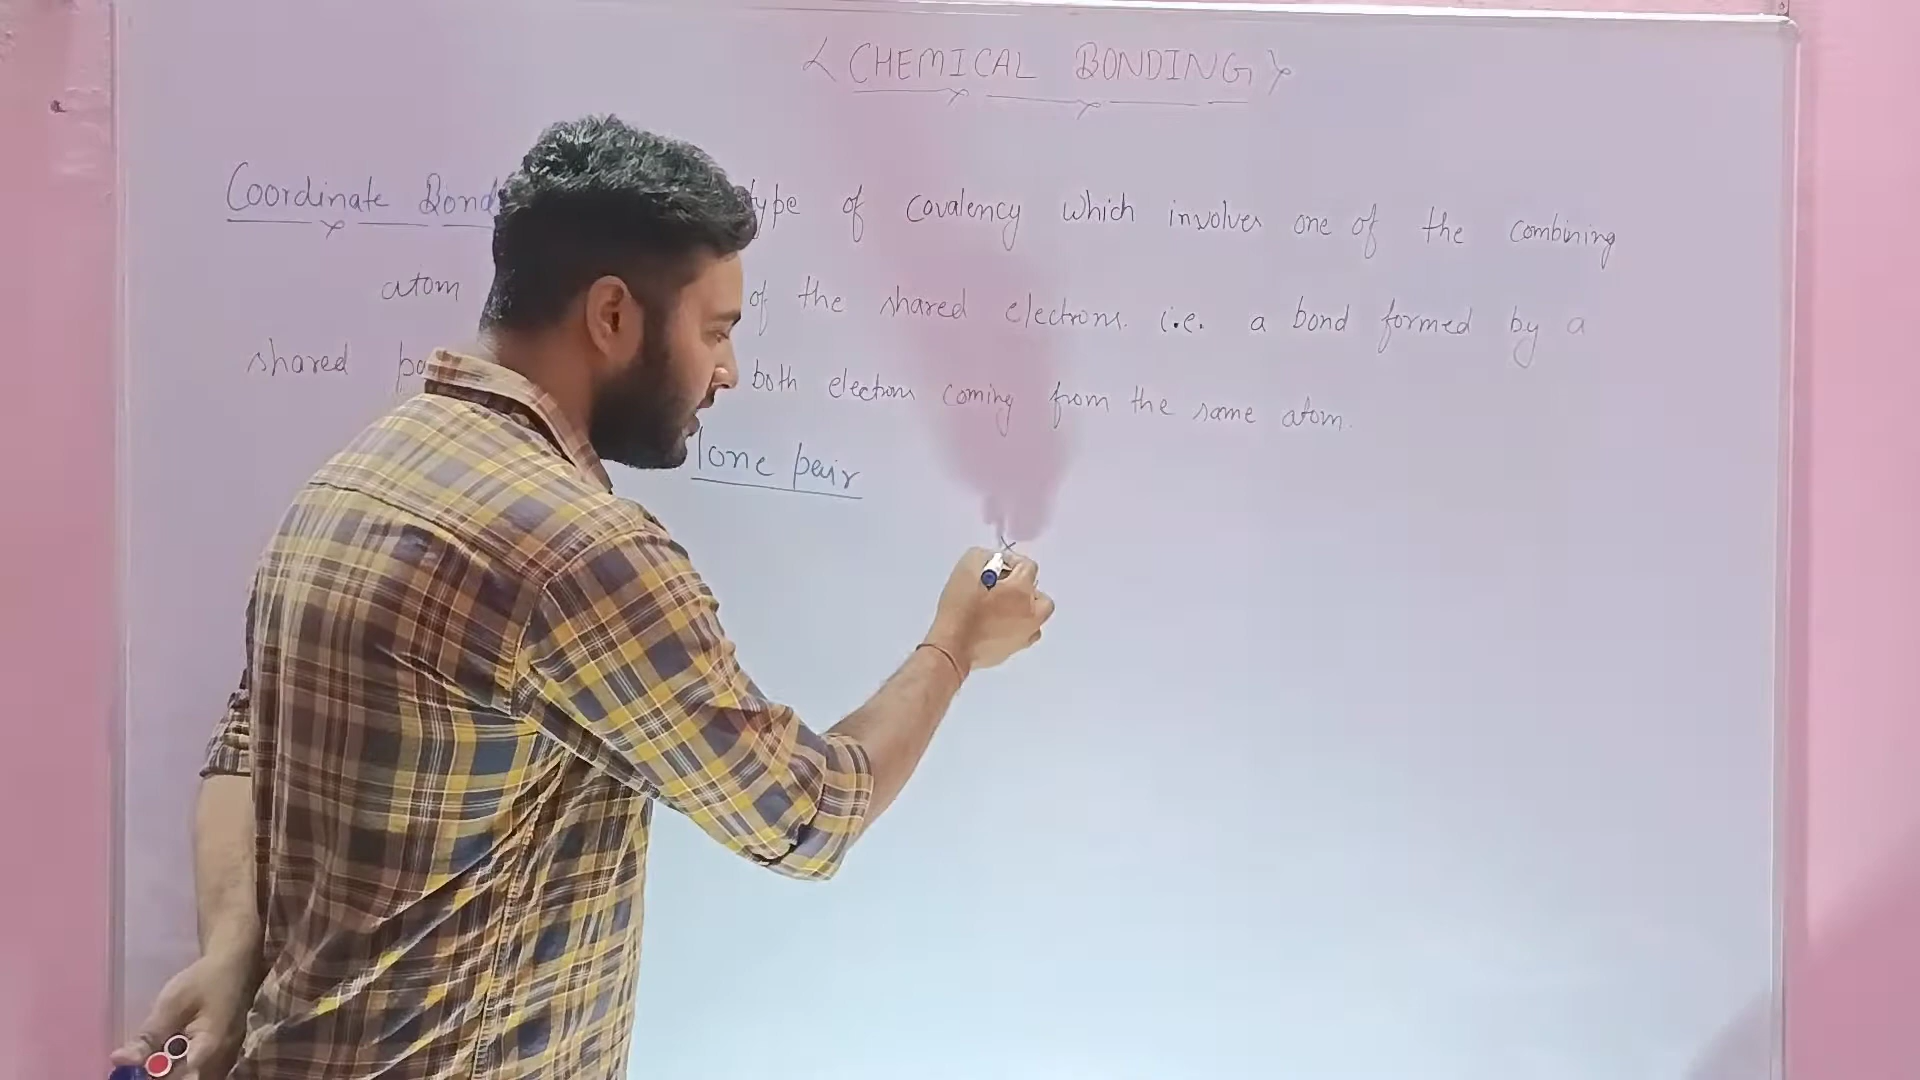 CHEMICAL BONDING
Coordinate Bond type of covalency which involves one of the combining
atom of the shared electrons. i.e. a bond formed by a
shared both electrons coming from the same atom.
lone pair